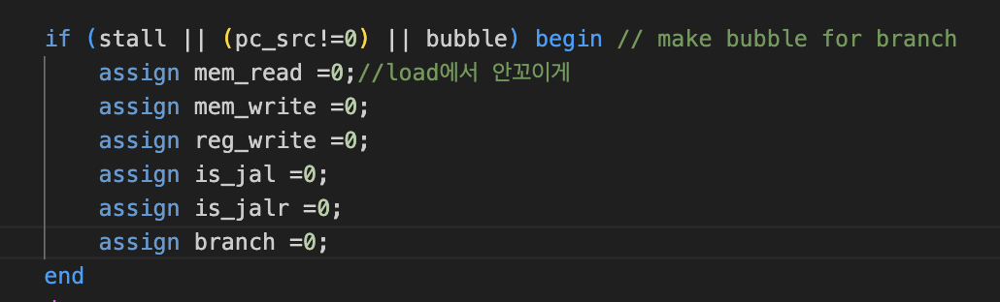 if (stall || (pc_src!=0) || bubble) begin // make bubble for branch
assign mem_read =0;//load에서 안꼬이게
assign mem_write =0;
assign reg_write =0;
assign is_jal =0;
assign is_jalr =0;
assign branch =0;
end